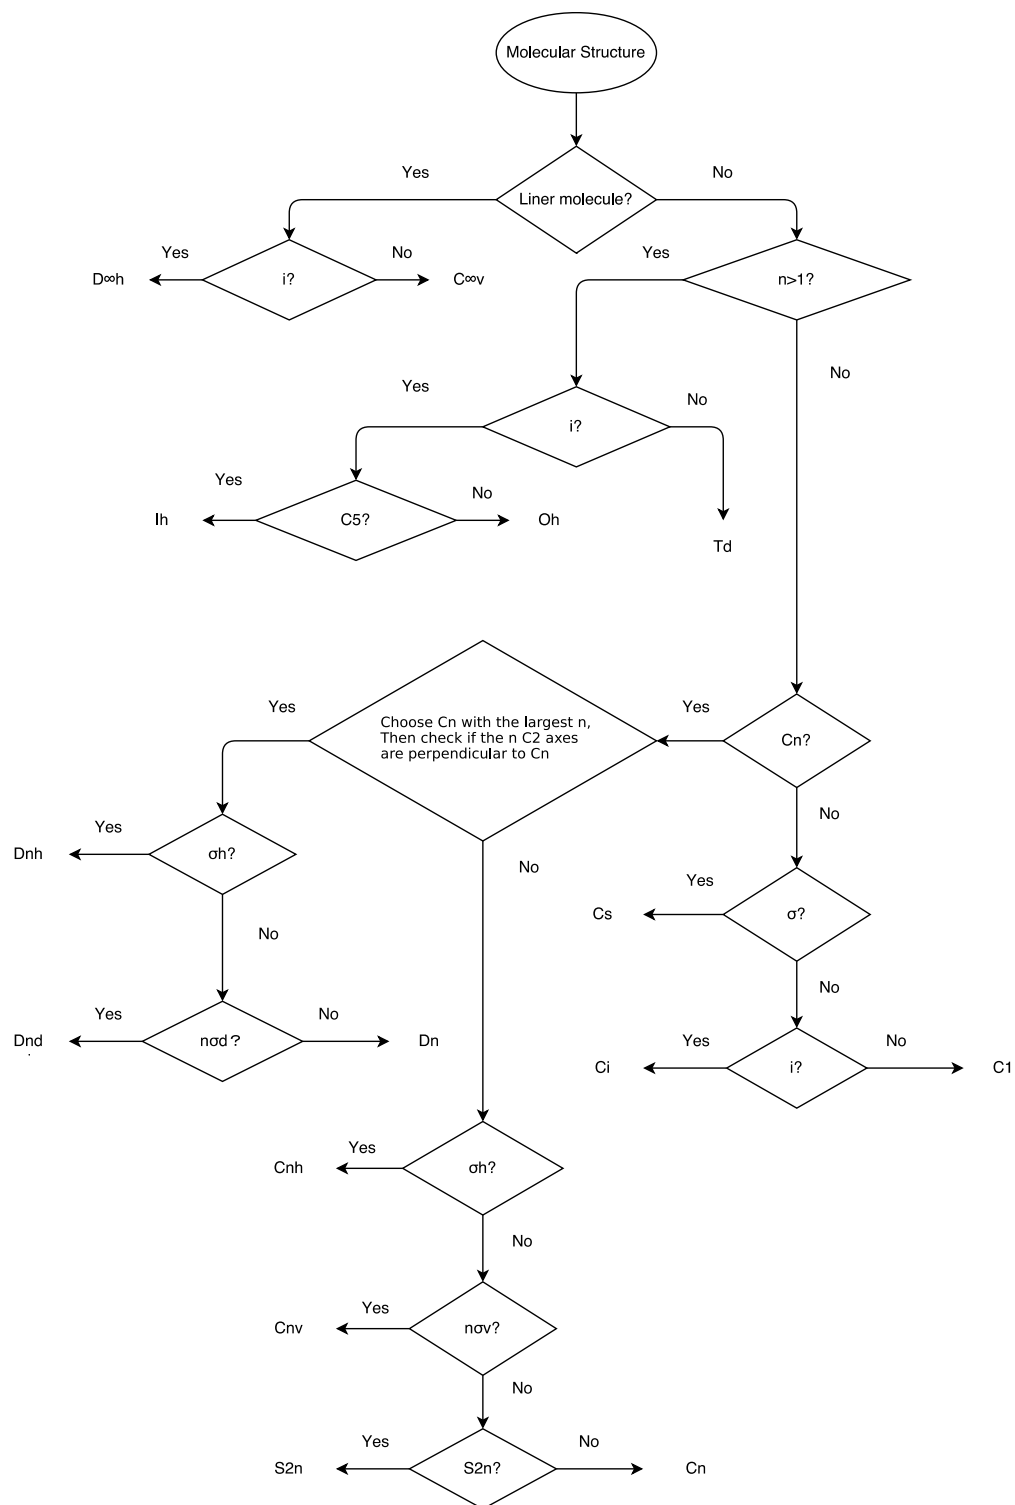 Molecular Structure
Yes
No
Liner molecule?
Yes
No
Yes
D∞h
i?
C∞v
n>1?
No
Yes
No
i?
Yes
No
Ih
C5?
Oh
Td
Yes
Yes
Choose Cn with the largest n,
Then check if the n C2 axes
are perpendicular to Cn
Cn?
No
Yes
Dnh
σh?
No
Yes
Cs
σ?
No
No
Yes
No
Dnd
nσd?
Dn
Yes
No
Ci
i?
C1
Yes
Cnh
σh?
No
Yes
Cnv
nσv?
No
Yes
No
S2n
S2n?
Cn